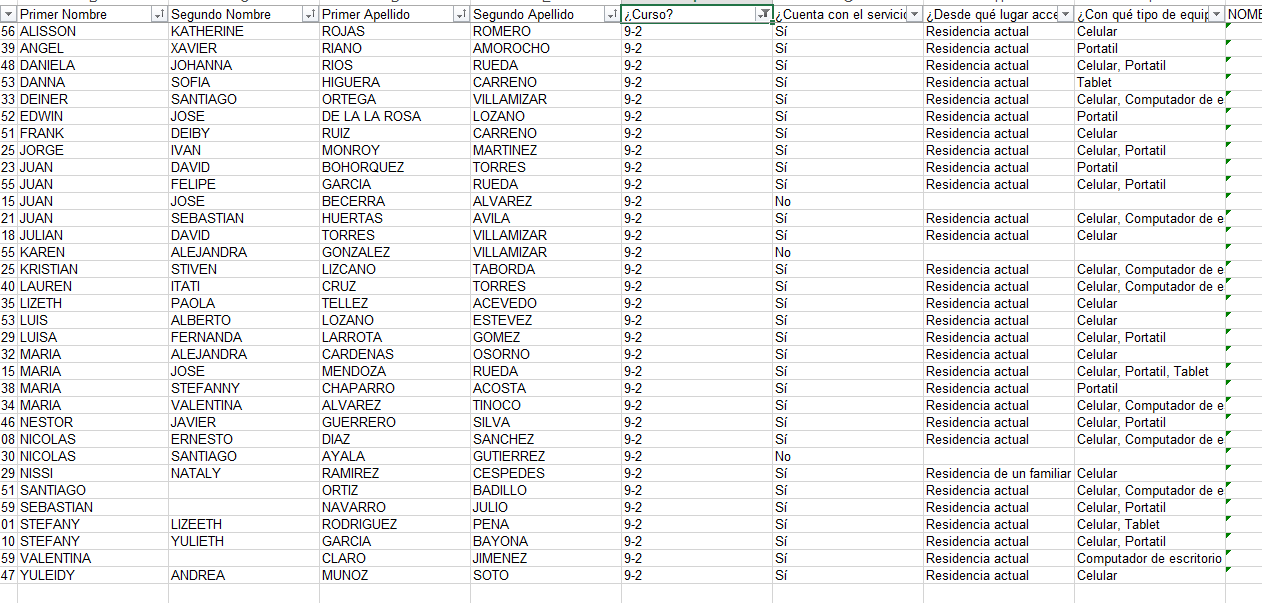 Primer Nombre Segundo Nombre Primer Apellido Segundo Apellido ¿Curso? ¿Cuenta con el servicio ¿Desde qué lugar acce ¿Con qué tipo de equip NOME
56 ALISSON KATHERINE ROJAS ROMERO 9-2 Sí Residencia actual Celular
39 ANGEL XAVIER RIANO AMOROCHO 9-2 Sí Residencia actual Portatil
48 DANIELA JOHANNA RIOS RUEDA 9-2 Sí Residencia actual Celular, Portatil
53 DANNA SOFIA HIGUERA CARRENO 9-2 Sí Residencia actual Tablet
33 DEINER SANTIAGO ORTEGA VILLAMIZAR 9-2 Sí Residencia actual Celular, Computador de e
52 EDWIN JOSE DE LA LA ROSA LOZANO 9-2 Sí Residencia actual Portatil
51 FRANK DEIBY RUIZ CARRENO 9-2 Sí Residencia actual Celular
25 JORGE IVAN MONROY MARTINEZ 9-2 Sí Residencia actual Celular, Portatil
23 JUAN DAVID BOHORQUEZ TORRES 9-2 Sí Residencia actual Portatil
55 JUAN FELIPE GARCIA RUEDA 9-2 Sí Residencia actual Celular, Portatil
15 JUAN JOSE BECERRA ALVAREZ 9-2 No
21 JUAN SEBASTIAN HUERTAS AVILA 9-2 Sí Residencia actual Celular, Computador de e
18 JULIAN DAVID TORRES VILLAMIZAR 9-2 Sí Residencia actual Celular
55 KAREN ALEJANDRA GONZALEZ VILLAMIZAR 9-2 No
25 KRISTIAN STIVEN LIZCANO TABORDA 9-2 Sí Residencia actual Celular, Computador de e
40 LAUREN ITATI CRUZ TORRES 9-2 Sí Residencia actual Celular, Computador de e
35 LIZETH PAOLA TELLEZ ACEVEDO 9-2 Sí Residencia actual Celular
53 LUIS ALBERTO LOZANO ESTEVEZ 9-2 Sí Residencia actual Celular
29 LUISA FERNANDA LARROTA GOMEZ 9-2 Sí Residencia actual Celular, Portatil
32 MARIA ALEJANDRA CARDENAS OSORNO 9-2 Sí Residencia actual Celular
15 MARIA JOSE MENDOZA RUEDA 9-2 Sí Residencia actual Celular, Portatil, Tablet
38 MARIA STEFANNY CHAPARRO ACOSTA 9-2 Sí Residencia actual Portatil
34 MARIA VALENTINA ALVAREZ TINOCO 9-2 Sí Residencia actual Celular, Computador de e
46 NESTOR JAVIER GUERRERO SILVA 9-2 Sí Residencia actual Celular, Portatil
08 NICOLAS ERNESTO DIAZ SANCHEZ 9-2 Sí Residencia actual Celular, Computador de e
30 NICOLAS SANTIAGO AYALA GUTIERREZ 9-2 No
29 NISSI NATALY RAMIREZ CESPEDES 9-2 Sí Residencia de un familiar Celular
51 SANTIAGO ORTIZ BADILLO 9-2 Sí Residencia actual Celular, Computador de e
59 SEBASTIAN NAVARRO JULIO 9-2 Sí Residencia actual Celular, Portatil
01 STEFANY LIZEETH RODRIGUEZ PENA 9-2 Sí Residencia actual Celular, Tablet
10 STEFANY YULIETH GARCIA BAYONA 9-2 Sí Residencia actual Celular, Portatil
59 VALENTINA CLARO JIMENEZ 9-2 Sí Residencia actual Computador de escritorio
47 YULEIDY ANDREA MUNOZ SOTO 9-2 Sí Residencia actual Celular